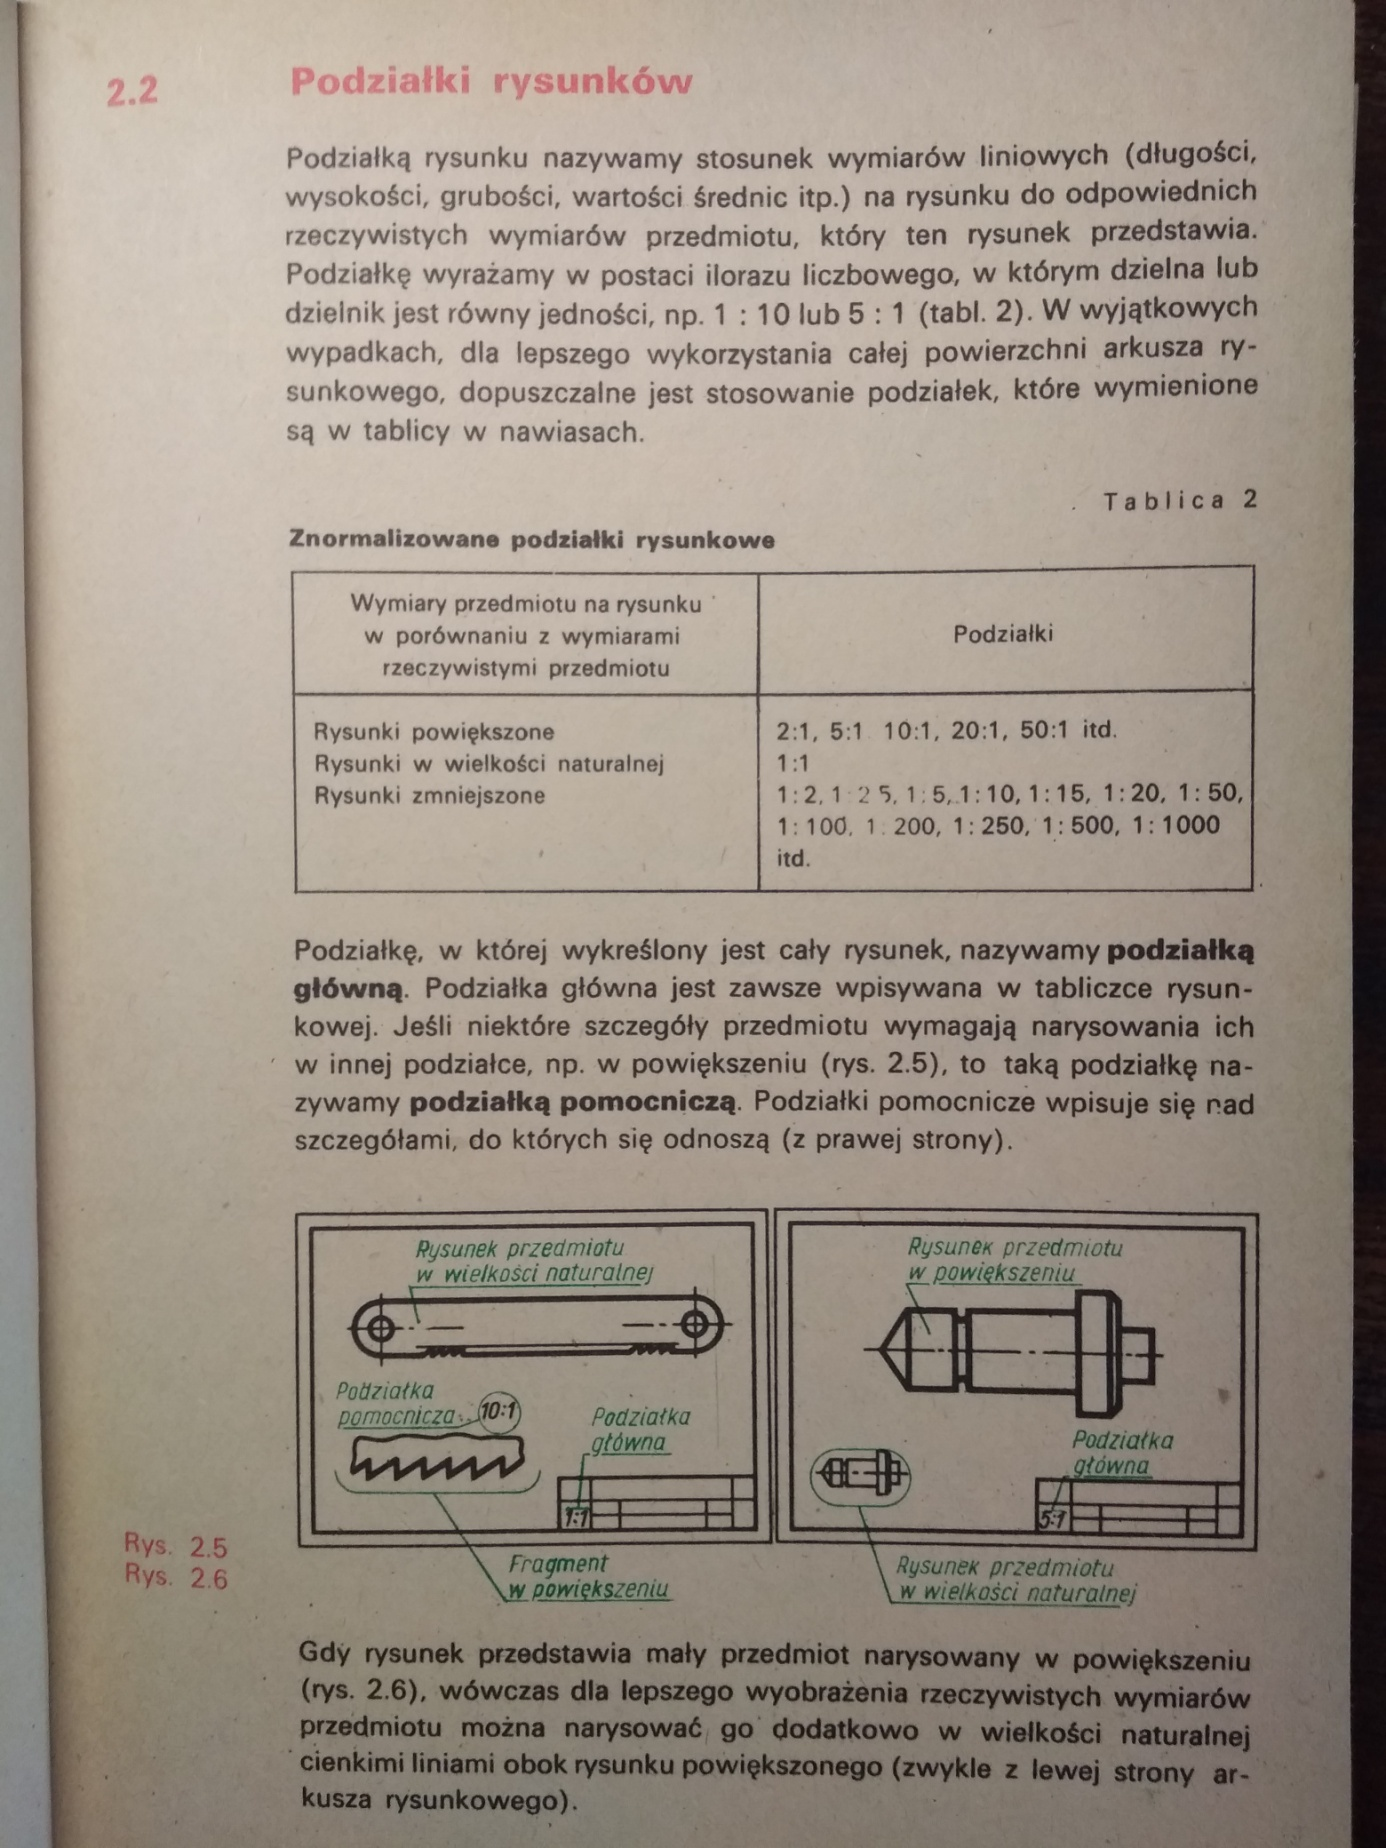 2.2
Podziałki rysunków
Podziałką rysunku nazywamy stosunek wymiarów liniowych (długości,
wysokości, grubości, wartości średnic itp.) na rysunku do odpowiednich
rzeczywistych wymiarów przedmiotu, który ten rysunek przedstawia.
Podziałkę wyrażamy w postaci ilorazu liczbowego, w którym dzielna lub
dzielnik jest równy jedności, np. 1 : 10 lub 5 : 1 (tabl. 2). W wyjątkowych
wypadkach, dla lepszego wykorzystania całej powierzchni arkusza ry-
sunkowego, dopuszczalne jest stosowanie podziałek, które wymienione
są w tablicy w nawiasach.
Tablica 2
Znormalizowane podziałki rysunkowe
Wymiary przedmiotu na rysunku
w porównaniu z wymiarami
rzeczywistymi przedmiotu
Podziałki
Rysunki powiększone
2:1, 5:1 10:1, 20:1, 50:1 itd.
Rysunki w wielkości naturalnej
1:1
Rysunki zmniejszone
1:2, 1 2 5, 1:5, 1:10, 1:15, 1:20, 1:50,
1:100, 1:200, 1:250, 1:500, 1:1000
itd.
Podziałkę, w której wykreślony jest cały rysunek, nazywamy podziałką
główną. Podziałka główna jest zawsze wpisywana w tabliczce rysun-
kowej. Jeśli niektóre szczegóły przedmiotu wymagają narysowania ich
w innej podziałce, np. w powiększeniu (rys. 2.5), to taką podziałkę na-
zywamy podziałką pomocniczą. Podziałki pomocnicze wpisuje się nad
szczegółami, do których się odnoszą (z prawej strony).
Rysunek przedmiotu
w wielkości naturalnej
Podziałka
pomocnicza
10:1
Podziałka
główna
1:1
Fragment
w powiększeniu
Rysunek przedmiotu
w powiększeniu
Podziałka
główna
5:1
Rysunek przedmiotu
w wielkości naturalnej
Rys. 2.5
Rys. 2.6
Gdy rysunek przedstawia mały przedmiot narysowany w powiększeniu
(rys. 2.6), wówczas dla lepszego wyobrażenia rzeczywistych wymiarów
przedmiotu można narysować go dodatkowo w wielkości naturalnej
cienkimi liniami obok rysunku powiększonego (zwykle z lewej strony ar-
kusza rysunkowego).